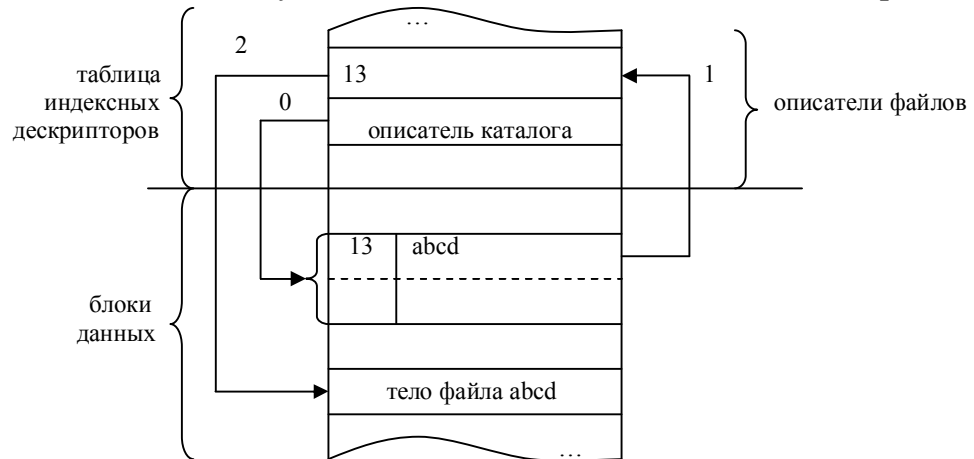 …
2
таблица
индексных
дескрипторов
13
1
описатели файлов
0
описатель каталога
13 abcd
блоки
данных
тело файла abcd
…